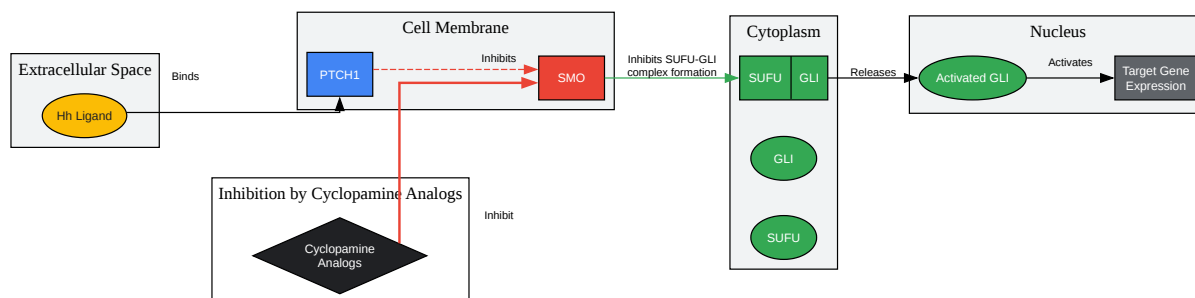 Cell Membrane
Cytoplasm
Nucleus
Extracellular Space
Binds
PTCH1
Inhibits
SMO
Inhibits SUFU-GLI
complex formation
SUFU
GLI
Releases
Activated GLI
Activates
Target Gene
Expression
Hh Ligand
GLI
Inhibition by Cyclopamine Analogs
Inhibit
SUFU
Cyclopamine
Analogs